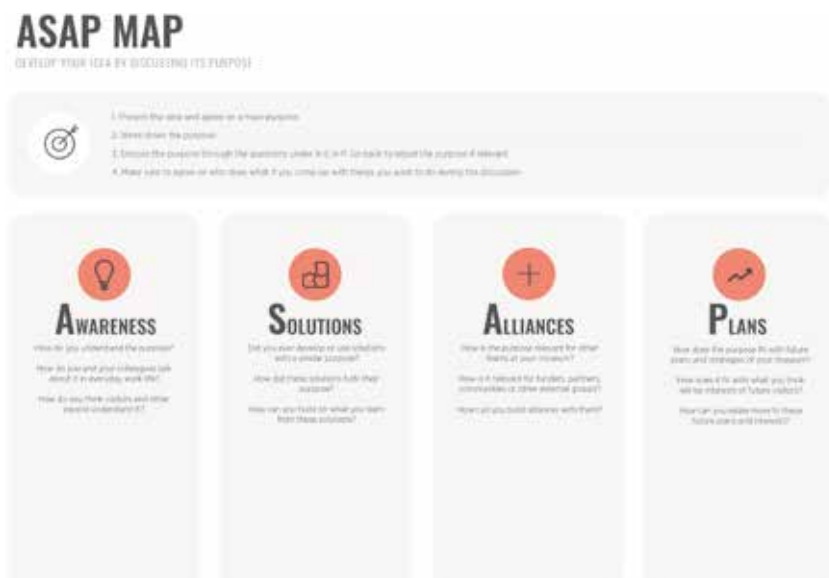 ASAP MAP
DEVELOP YOUR IDEA BY DISCUSSING ITS PURPOSE
1. Present the idea and agree on a main purpose
2. Write down the purpose
3. Discuss the purpose through the questions under A-S-A-P. Go back to adjust the purpose if relevant
4. Make sure to agree on who does what if you come up with things you want to do during the discussion
AWARENESS
How do you understand the purpose?
How do you and your colleagues talk
about it in everyday work life?
How do you think visitors and other
people understand it?
SOLUTIONS
Did you ever develop or use solutions
with a similar purpose?
How did these solutions fulfil their
purpose?
How can you build on what you learn
from these solutions?
ALLIANCES
How is the purpose relevant for other
teams at your museum?
How is it relevant for funders, partners,
communities or other external groups?
How can you build alliances with them?
PLANS
How does the purpose fit with future
plans and strategies of your museum?
How does it fit with what you think
will be interests of future visitors?
How can you relate more to these
future plans and interests?